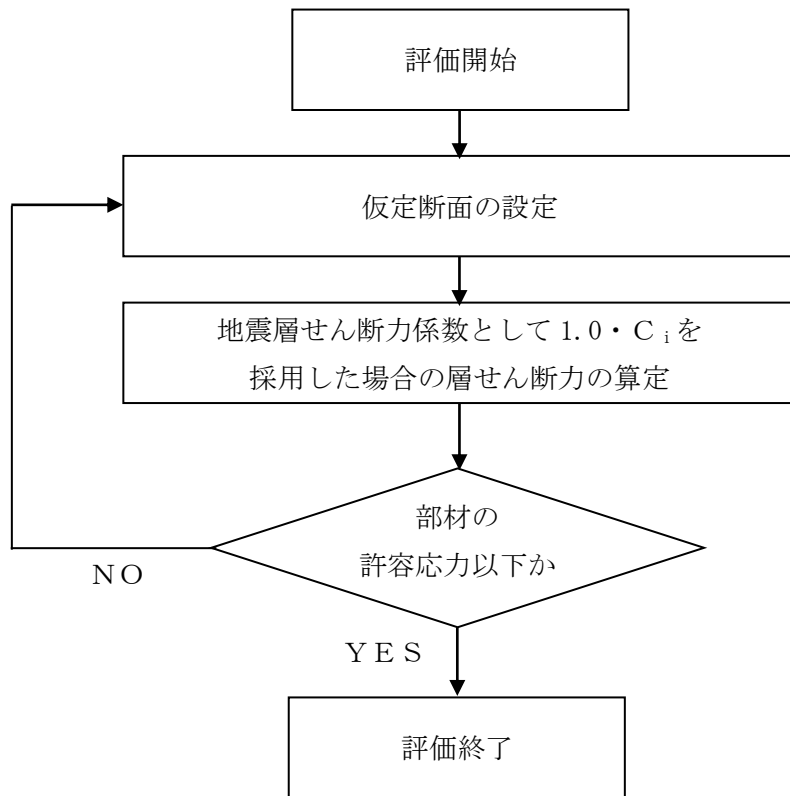 評価開始
仮定断面の設定
地震層せん断力係数として1.0・Ｃｉを
採用した場合の層せん断力の算定
部材の
許容応力以下か
ＮＯ
ＹＥＳ
評価終了